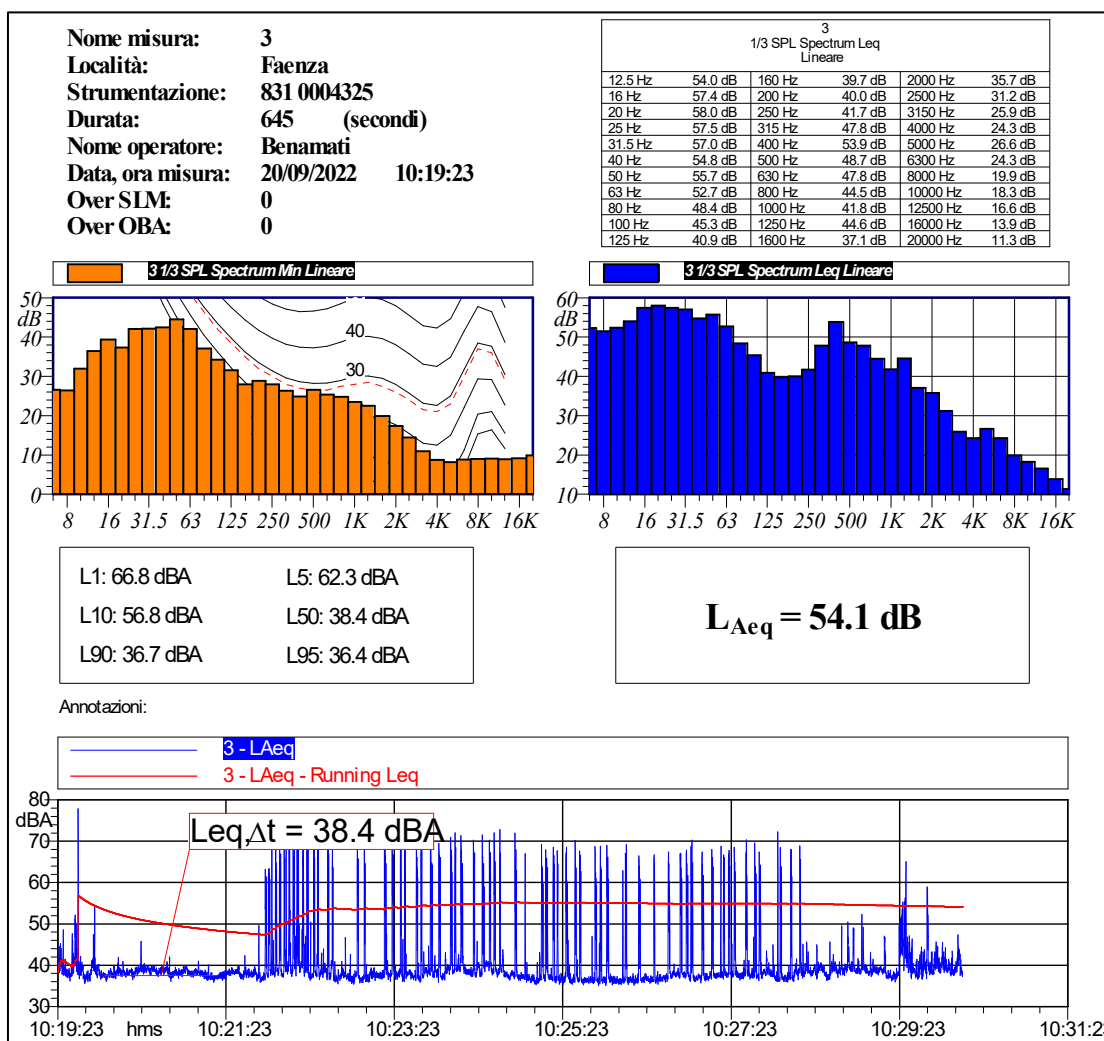 Nome misura: 3
Località: Faenza
Strumentazione: 831 0004325
Durata: 645 (secondi)
Nome operatore: Benamati
Data, ora misura: 20/09/2022 10:19:23
Over SLM: 0
Over OBA: 0
3
1/3 SPL Spectrum Leq
Lineare
12.5 Hz 54.0 dB 160 Hz 39.7 dB 2000 Hz 35.7 dB
16 Hz 57.4 dB 200 Hz 40.0 dB 2500 Hz 31.2 dB
20 Hz 58.0 dB 250 Hz 41.7 dB 3150 Hz 25.9 dB
25 Hz 57.5 dB 315 Hz 47.8 dB 4000 Hz 24.3 dB
31.5 Hz 57.0 dB 400 Hz 53.9 dB 5000 Hz 26.6 dB
40 Hz 54.8 dB 500 Hz 48.7 dB 6300 Hz 24.3 dB
50 Hz 55.7 dB 630 Hz 47.8 dB 8000 Hz 19.9 dB
63 Hz 52.7 dB 800 Hz 44.5 dB 10000 Hz 18.3 dB
80 Hz 48.4 dB 1000 Hz 41.8 dB 12500 Hz 16.6 dB
100 Hz 45.3 dB 1250 Hz 44.6 dB 16000 Hz 13.9 dB
125 Hz 40.9 dB 1600 Hz 37.1 dB 20000 Hz 11.3 dB
3 1/3 SPL Spectrum Min Lineare
50
dB
40
30
20
10
0
40
30
8 16 31.5 63 125 250 500 1K 2K 4K 8K 16K
3 1/3 SPL Spectrum Leq Lineare
60
dB
50
40
30
20
10
8 16 31.5 63 125 250 500 1K 2K 4K 8K 16K
L1: 66.8 dBA L5: 62.3 dBA
L10: 56.8 dBA L50: 38.4 dBA
L90: 36.7 dBA L95: 36.4 dBA
LAeq = 54.1 dB
Annotazioni:
3 - LAeq
3 - LAeq - Running Leq
80
dBA
70
60
50
40
30
Leq,Δt = 38.4 dBA
10:19:23 hms 10:21:23 10:23:23 10:25:23 10:27:23 10:29:23 10:31:2